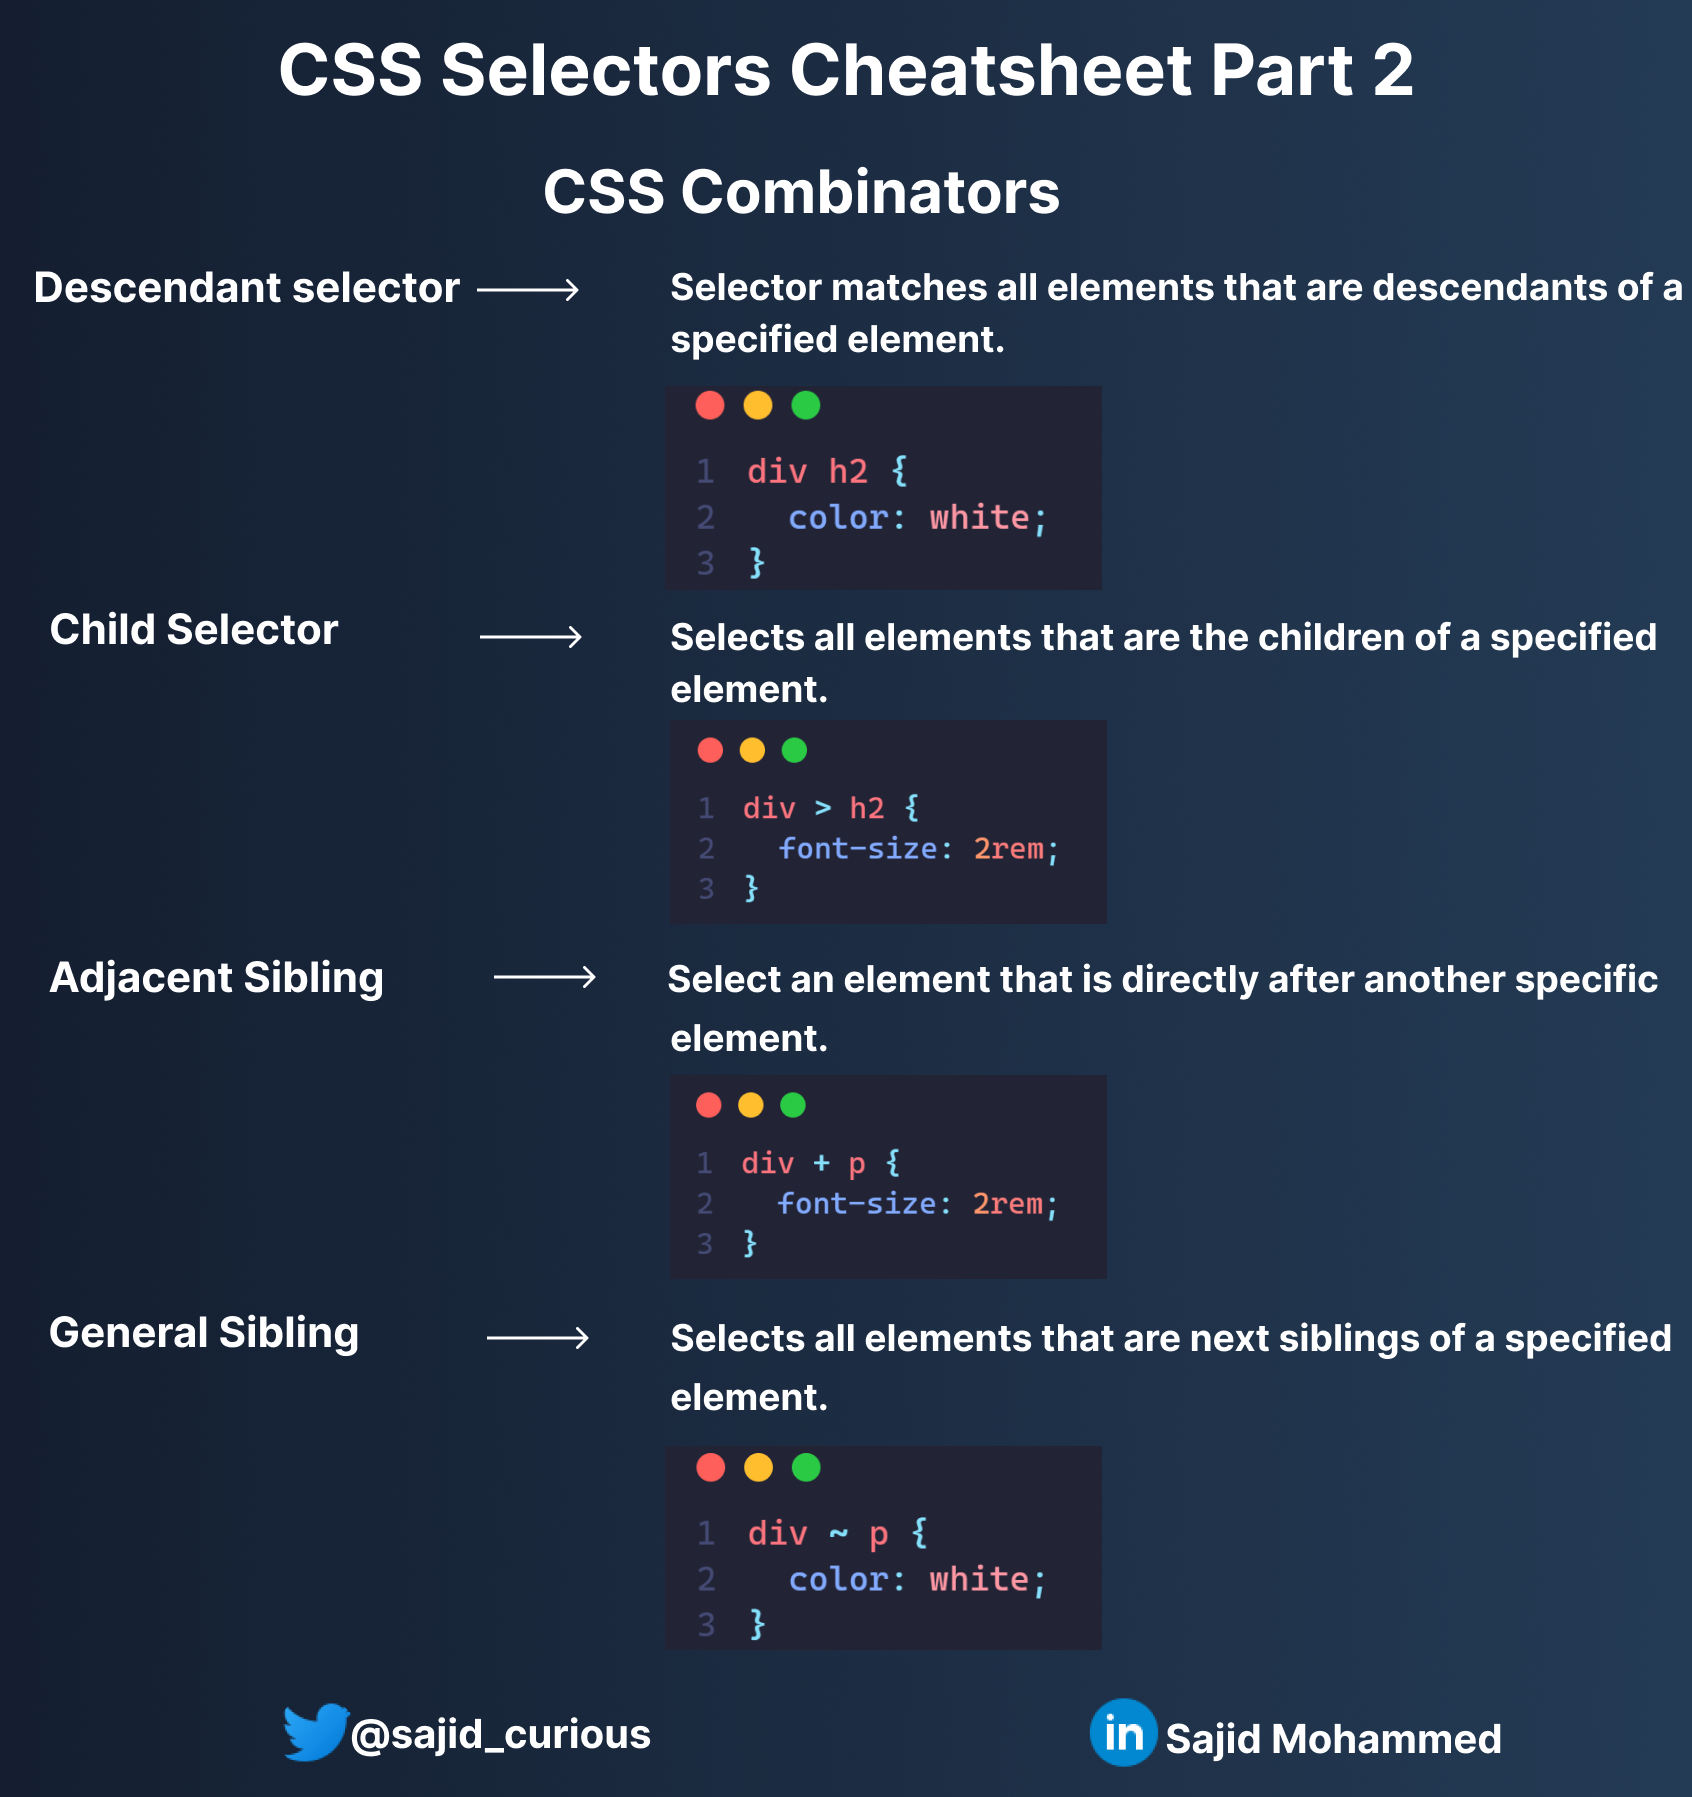 CSS Selectors Cheatsheet Part 2
CSS Combinators
Descendant selector
Selector matches all elements that are descendants of a
specified element.
1 div h2 {
2   color: white;
3 }
Child Selector
Selects all elements that are the children of a specified
element.
1 div > h2 {
2   font-size: 2rem;
3 }
Adjacent Sibling
Select an element that is directly after another specific
element.
1 div + p {
2   font-size: 2rem;
3 }
General Sibling
Selects all elements that are next siblings of a specified
element.
1 div ~ p {
2   color: white;
3 }
@sajid_curious
in Sajid Mohammed